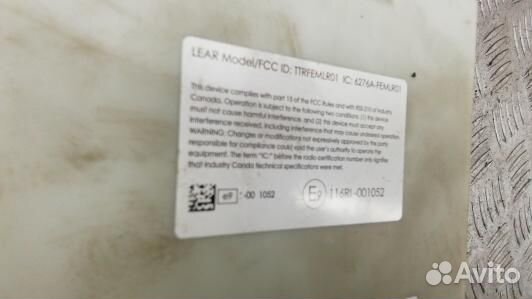 LEAR Model/FCC ID: TTRFEMLR01 IC: 6276A-FEMLR01
This device complies with part 15 of the FCC Rules and with RSS-210 of Industry
Canada. Operation is subject to the following two conditions: (1) this device
must not cause harmful interference, and (2) this device must accept any
interference received, including interference that may cause undesired operation.
WARNING: Changes or modifications not expressly approved by the party
responsible for compliance could void the user's authority to operate the
equipment. The term "IC:" before the radio certification number only signifies
that Industry Canda technical specifications were met.
e9 -00 1052
E9 116RI-001052
Avito